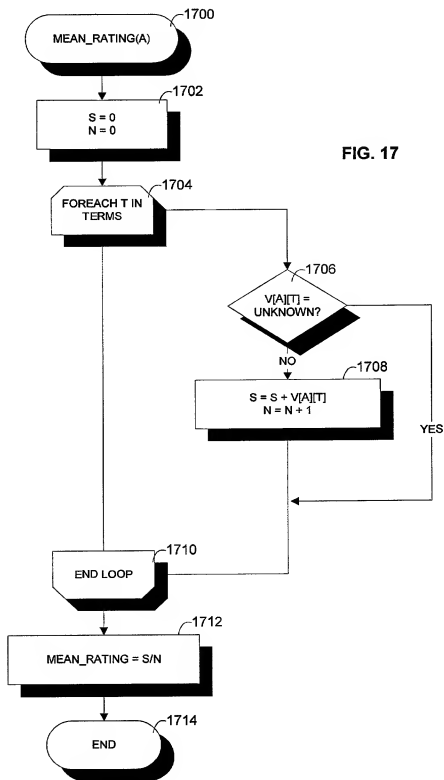 1700
MEAN_RATING(A)
1702
S = 0
N = 0
FIG. 17
1704
FOREACH T IN
TERMS
1706
V[A][T] =
UNKNOWN?
NO
1708
S = S + V[A][T]
N = N + 1
YES
1710
END LOOP
1712
MEAN_RATING = S/N
1714
END